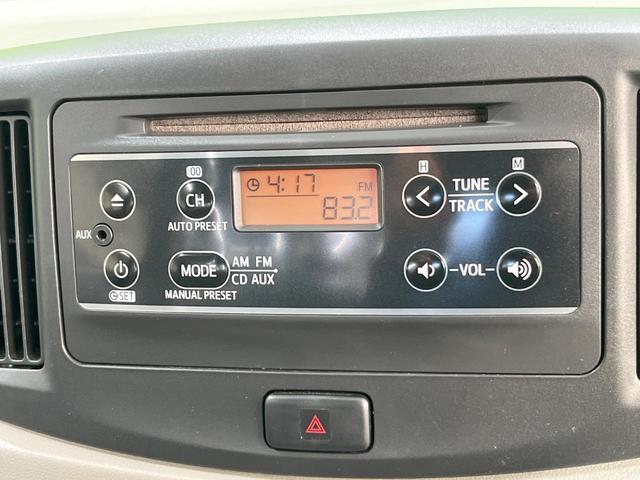 :00
H
M
4:17
FM
83.2
CH
AUTO PRESET
< TUNE TRACK >
AUX
MODE
AM FM
CD AUX
MANUAL PRESET
-VOL-
SET